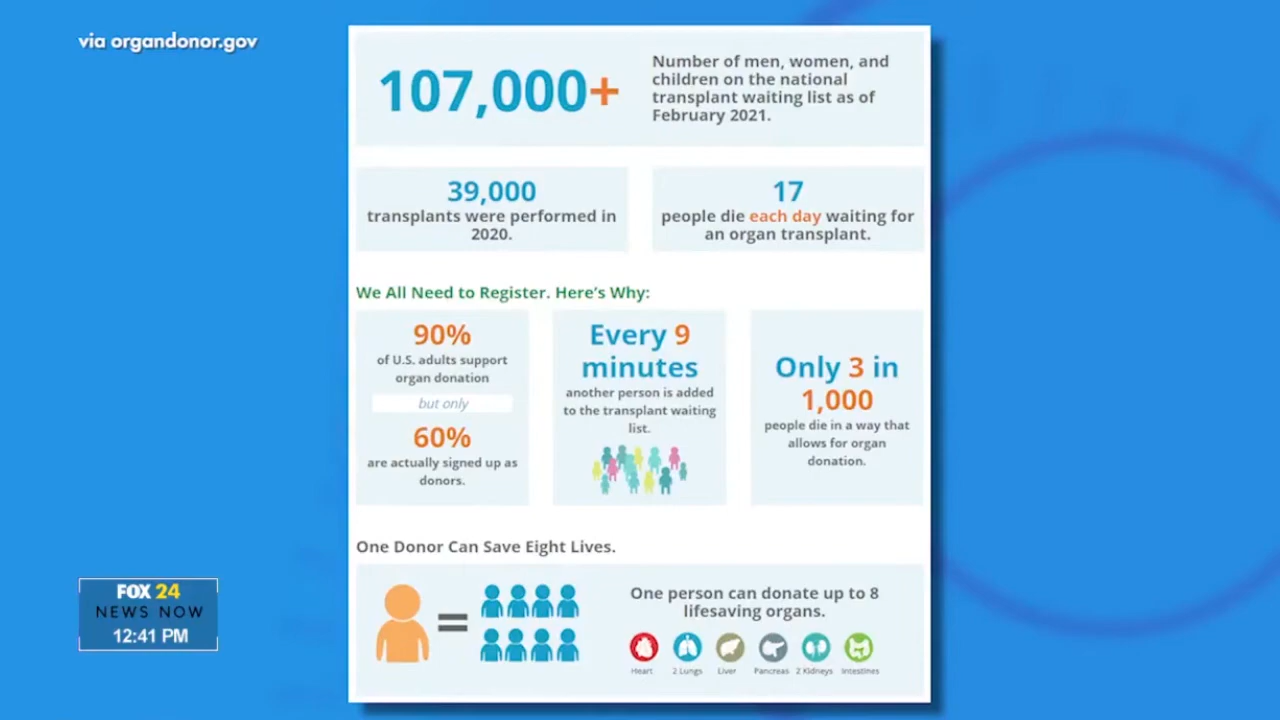 via organdonor.gov
107,000+
Number of men, women, and
children on the national
transplant waiting list as of
February 2021.
39,000
transplants were performed in
2020.
17
people die each day waiting for
an organ transplant.
We All Need to Register. Here's Why:
90%
of U.S. adults support
organ donation
but only
60%
are actually signed up as
donors.
Every 9
minutes
another person is added
to the transplant waiting
list.
Only 3 in
1,000
people die in a way that
allows for organ
donation.
One Donor Can Save Eight Lives.
=
One person can donate up to 8
lifesaving organs.
Heart
2 Lungs
Liver
Pancreas
2 Kidneys
Intestines
FOX 24
NEWS NOW
12:41 PM